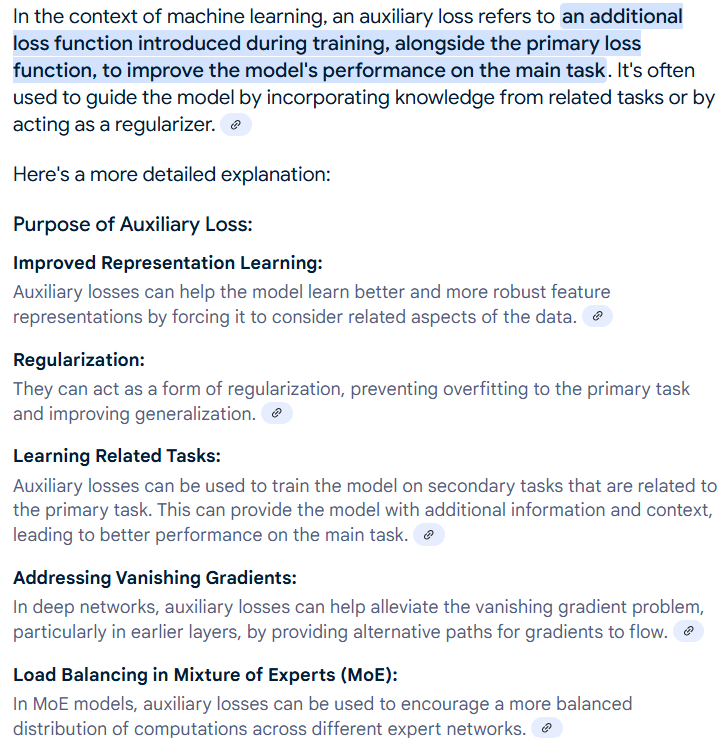 In the context of machine learning, an auxiliary loss refers to an additional
loss function introduced during training, alongside the primary loss
function, to improve the model's performance on the main task. It's often
used to guide the model by incorporating knowledge from related tasks or by
acting as a regularizer.
Here's a more detailed explanation:
Purpose of Auxiliary Loss:
Improved Representation Learning:
Auxiliary losses can help the model learn better and more robust feature
representations by forcing it to consider related aspects of the data.
Regularization:
They can act as a form of regularization, preventing overfitting to the primary task
and improving generalization.
Learning Related Tasks:
Auxiliary losses can be used to train the model on secondary tasks that are related to
the primary task. This can provide the model with additional information and context,
leading to better performance on the main task.
Addressing Vanishing Gradients:
In deep networks, auxiliary losses can help alleviate the vanishing gradient problem,
particularly in earlier layers, by providing alternative paths for gradients to flow.
Load Balancing in Mixture of Experts (MoE):
In MoE models, auxiliary losses can be used to encourage a more balanced
distribution of computations across different expert networks.